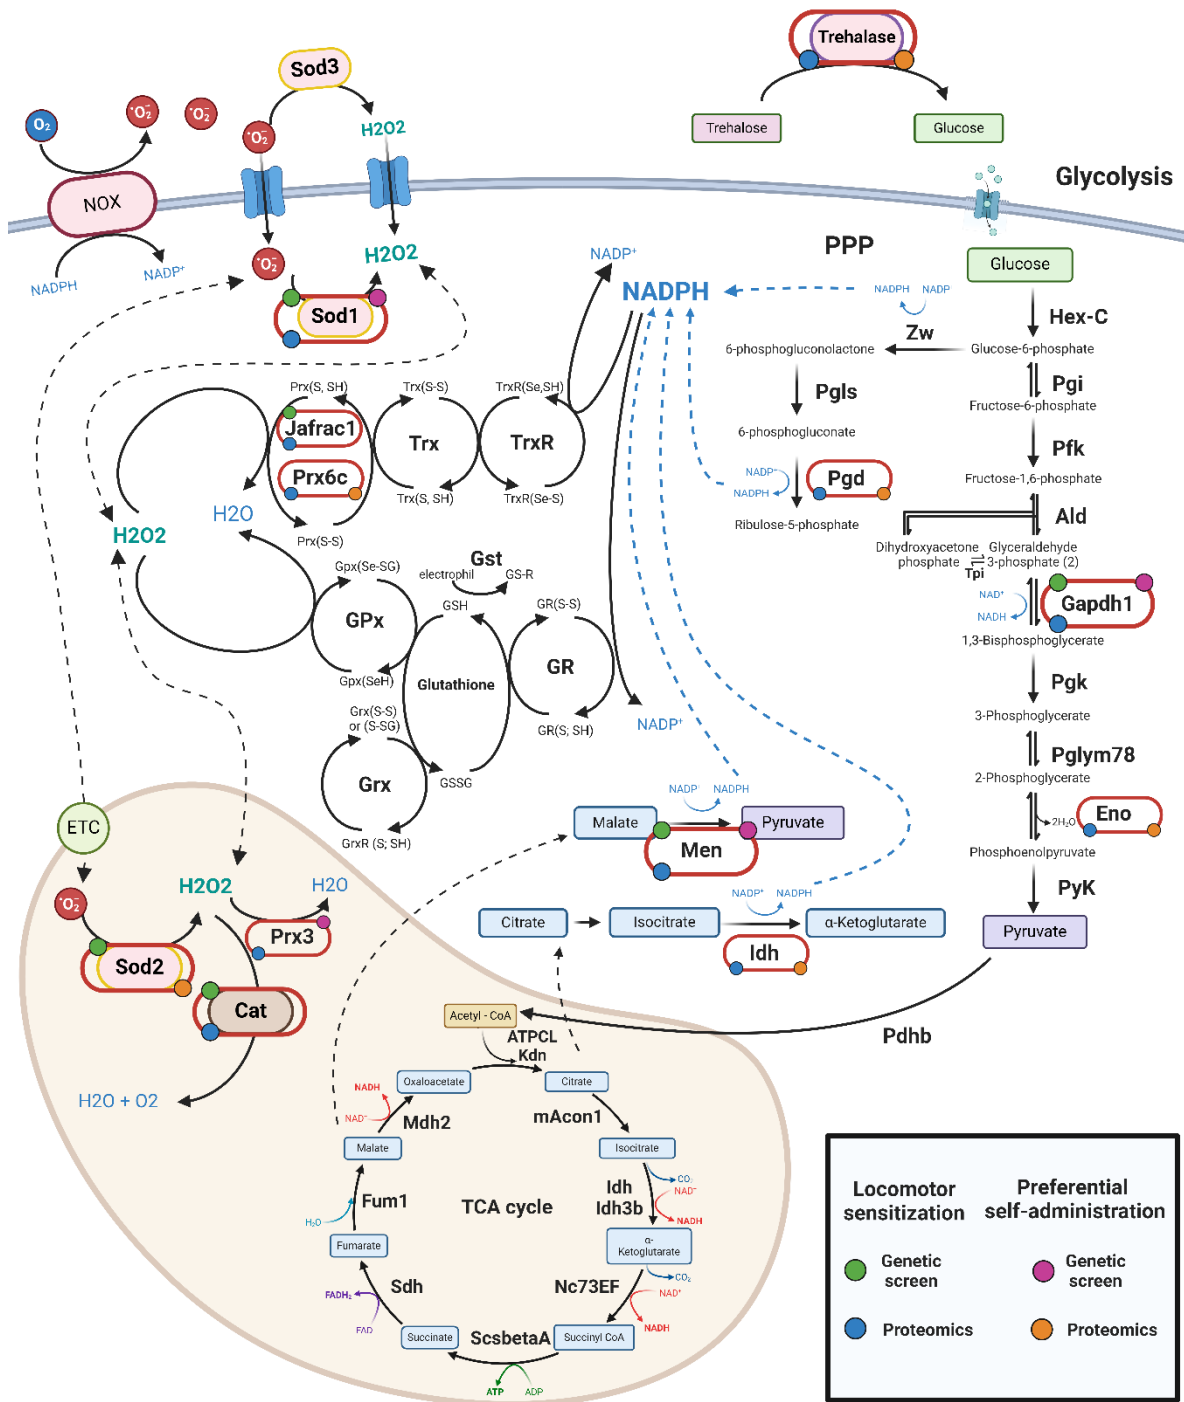 Sod3
Trehalase
O₂
·O₂⁻
·O₂⁻
·O₂⁻
H2O2
Trehalose
Glucose
Glycolysis
NOX
NADPH
NADP⁺
·O₂⁻
H2O2
Sod1
NADP⁺
NADPH
PPP
Glucose
NADPH
NADP
Hex-C
Zw
6-phosphogluconolactone
Glucose-6-phosphate
Pgls
Pgi
Fructose-6-phosphate
6-phosphogluconate
Pfk
NADP⁺
NADPH
Pgd
Fructose-1,6-phosphate
Ribulose-5-phosphate
Ald
Dihydroxyacetone
phosphate
Glyceraldehyde
3-phosphate (2)
Tpi
NAD⁺
NADH
Gapdh1
1,3-Bisphosphoglycerate
Pgk
3-Phosphoglycerate
Pglym78
2-Phosphoglycerate
2H₂O
Eno
Phosphoenolpyruvate
PyK
Pyruvate
Pdhb
Prx(S, SH)
Trx(S-S)
TrxR(Se,SH)
Jafrac1
Trx
TrxR
Prx6c
Trx(S, SH)
TrxR(Se-S)
Prx(S-S)
H2O2
H2O
Gst
electrophil
GS-R
Gpx(Se-SG)
GSH
GR(S-S)
GPx
Glutathione
GR
Gpx(SeH)
GR(S; SH)
NADP⁺
Grx(S-S)
or (S-SG)
Grx
GSSG
GrxR (S; SH)
NADP⁺
NADPH
Malate
Pyruvate
Men
NADP⁺
NADPH
Citrate
Isocitrate
α-Ketoglutarate
Idh
ETC
·O₂⁻
H2O2
H2O
Prx3
Sod2
Cat
H2O + O2
Acetyl - CoA
ATPCL
Kdn
Oxaloacetate
Citrate
NADH
NAD⁺
Mdh2
mAcon1
Malate
Isocitrate
CO₂
NAD⁺
NADH
Idh
Idh3b
Fum1
TCA cycle
H₂O
Fumarate
α-
Ketoglutarate
CO₂
NAD⁺
NADH
Nc73EF
Sdh
FADH₂
FAD
Succinate
ScsbetaA
Succinyl CoA
ATP
ADP
Locomotor
sensitization
Preferential
self-administration
Genetic
screen
Genetic
screen
Proteomics
Proteomics